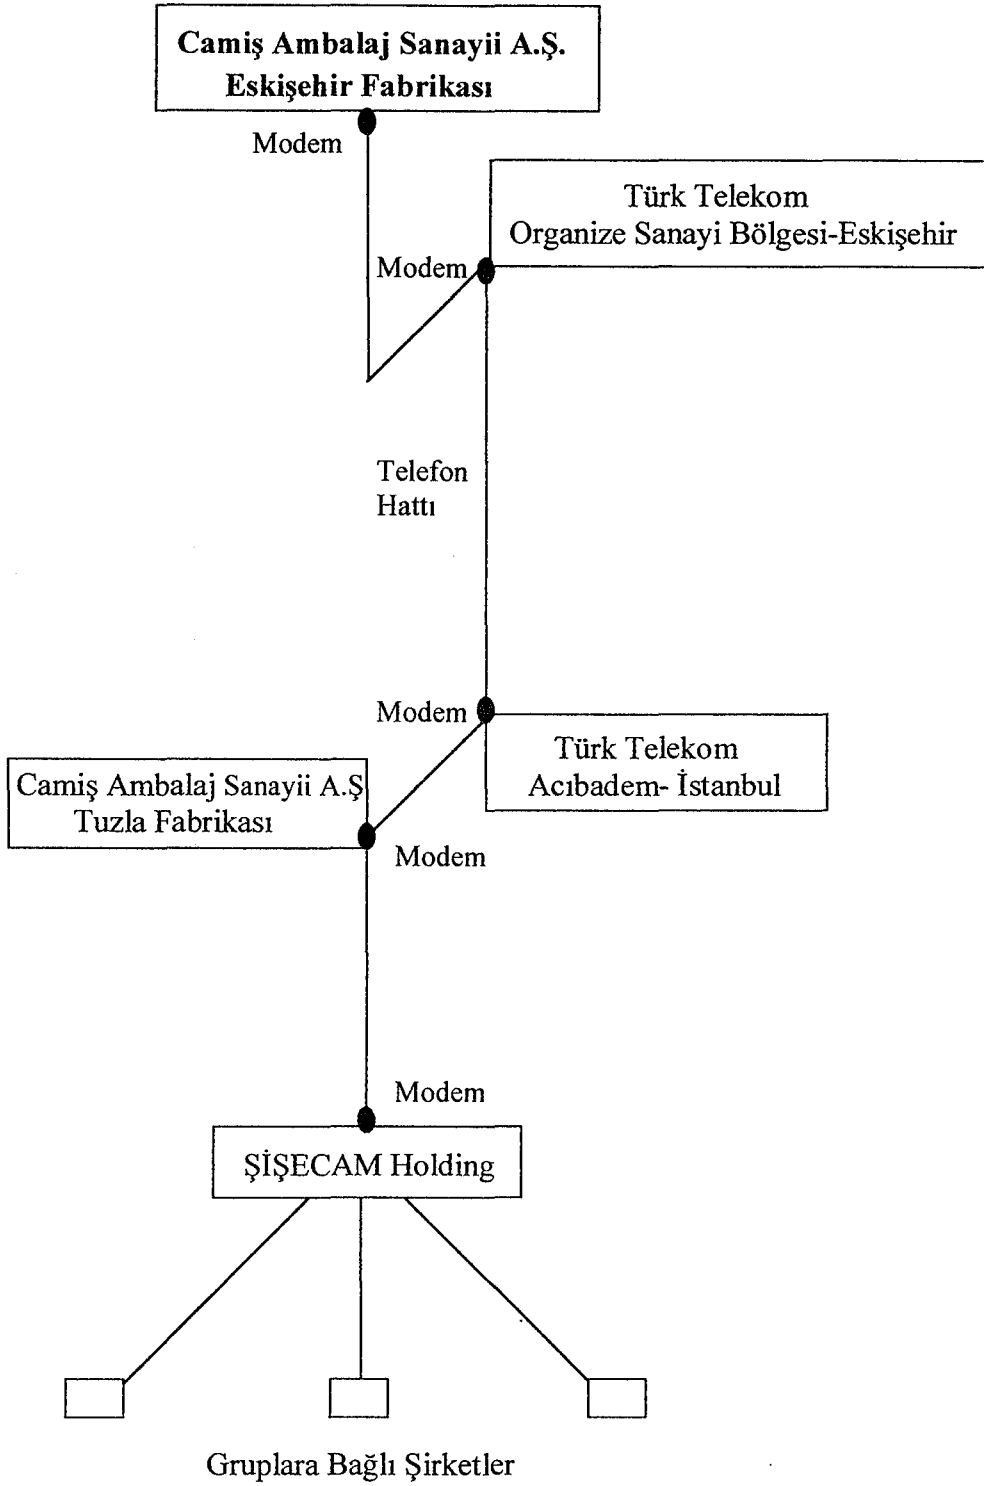 Camiş Ambalaj Sanayii A.Ş.
Eskişehir Fabrikası
Modem
Türk Telekom
Organize Sanayi Bölgesi-Eskişehir
Modem
Telefon
Hattı
Modem
Türk Telekom
Acıbadem- İstanbul
Camiş Ambalaj Sanayii A.Ş
Tuzla Fabrikası
Modem
Modem
ŞİŞECAM Holding
Gruplara Bağlı Şirketler